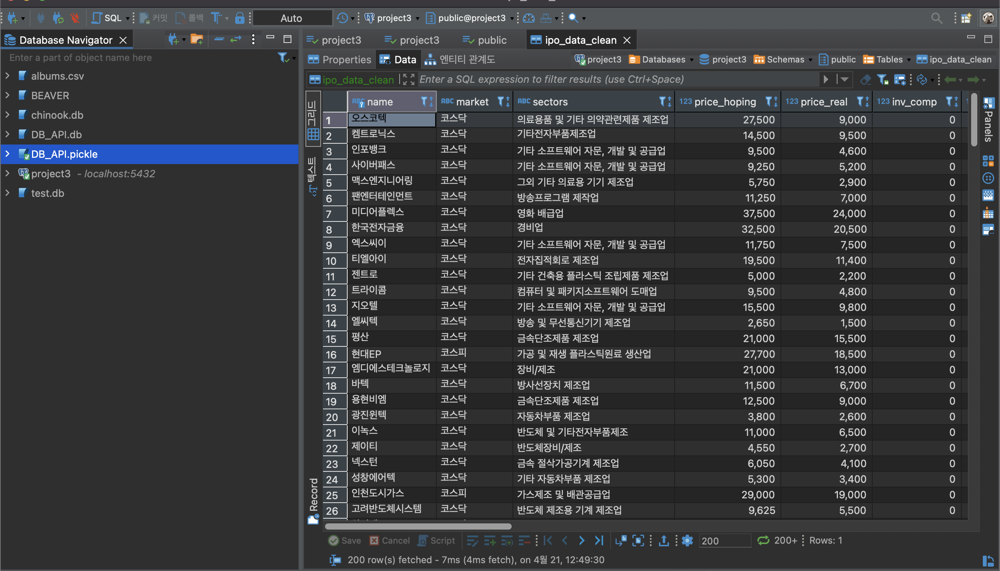 SQL 커밋 롤백 Auto project3 public@project3
Database Navigator
Enter a part of object name here
albums.csv
BEAVER
chinook.db
DB_API.db
DB_API.pickle
project3 - localhost:5432
test.db
project3 project3 public ipo_data_clean
Properties Data 엔티티 관계도 project3 Databases project3 Schemas public Tables ipo_data_clean
ipo_data_clean Enter a SQL expression to filter results (use Ctrl+Space)
그리드
텍스트
Record
ABC name ABC market ABC sectors 123 price_hoping 123 price_real 123 inv_comp
1 오스코텍 코스닥 의료용품 및 기타 의약관련제품 제조업 27,500 9,000 0
2 켐트로닉스 코스닥 기타전자부품제조업 14,500 9,500 0
3 인포뱅크 코스닥 기타 소프트웨어 자문, 개발 및 공급업 9,500 4,600 0
4 사이버패스 코스닥 기타 소프트웨어 자문, 개발 및 공급업 9,250 5,200 0
5 맥스엔지니어링 코스닥 그외 기타 의료용 기기 제조업 5,750 2,900 0
6 팬엔터테인먼트 코스닥 방송프로그램 제작업 11,250 7,000 0
7 미디어플렉스 코스닥 영화 배급업 37,500 24,000 0
8 한국전자금융 코스닥 경비업 32,500 20,500 0
9 엑스씨이 코스닥 기타 소프트웨어 자문, 개발 및 공급업 11,750 7,500 0
10 티엘아이 코스닥 전자집적회로 제조업 19,500 11,400 0
11 젠트로 코스닥 기타 건축용 플라스틱 조립제품 제조업 5,000 2,200 0
12 트라이콤 코스닥 컴퓨터 및 패키지소프트웨어 도매업 9,500 4,800 0
13 지오텔 코스닥 기타 소프트웨어 자문, 개발 및 공급업 15,500 9,800 0
14 엘씨텍 코스닥 방송 및 무선통신기기 제조업 2,650 1,500 0
15 평산 코스닥 금속단조제품 제조업 21,000 15,500 0
16 현대EP 코스피 가공 및 재생 플라스틱원료 생산업 27,700 18,500 0
17 엠디에스테크놀로지 코스닥 장비/제조 21,000 13,000 0
18 바텍 코스닥 방사선장치 제조업 11,500 6,700 0
19 용현비엠 코스닥 금속단조제품 제조업 12,500 9,000 0
20 광진윈텍 코스닥 자동차부품 제조업 3,800 2,600 0
21 이녹스 코스닥 반도체 및 기타전자부품제조 11,000 6,500 0
22 제이티 코스닥 반도체장비/제조 4,550 2,700 0
23 넥스턴 코스닥 금속 절삭가공기계 제조업 6,050 4,100 0
24 성창에어텍 코스닥 기타 자동차부품 제조업 5,300 3,400 0
25 인천도시가스 코스피 가스제조 및 배관공급업 29,000 19,000 0
26 고려반도체시스템 코스닥 반도체 제조용 기계 제조업 9,625 5,500 0
Panels
Save Cancel Script 200 200+ Rows: 1
200 row(s) fetched - 7ms (4ms fetch), on 4월 21, 12:49:30